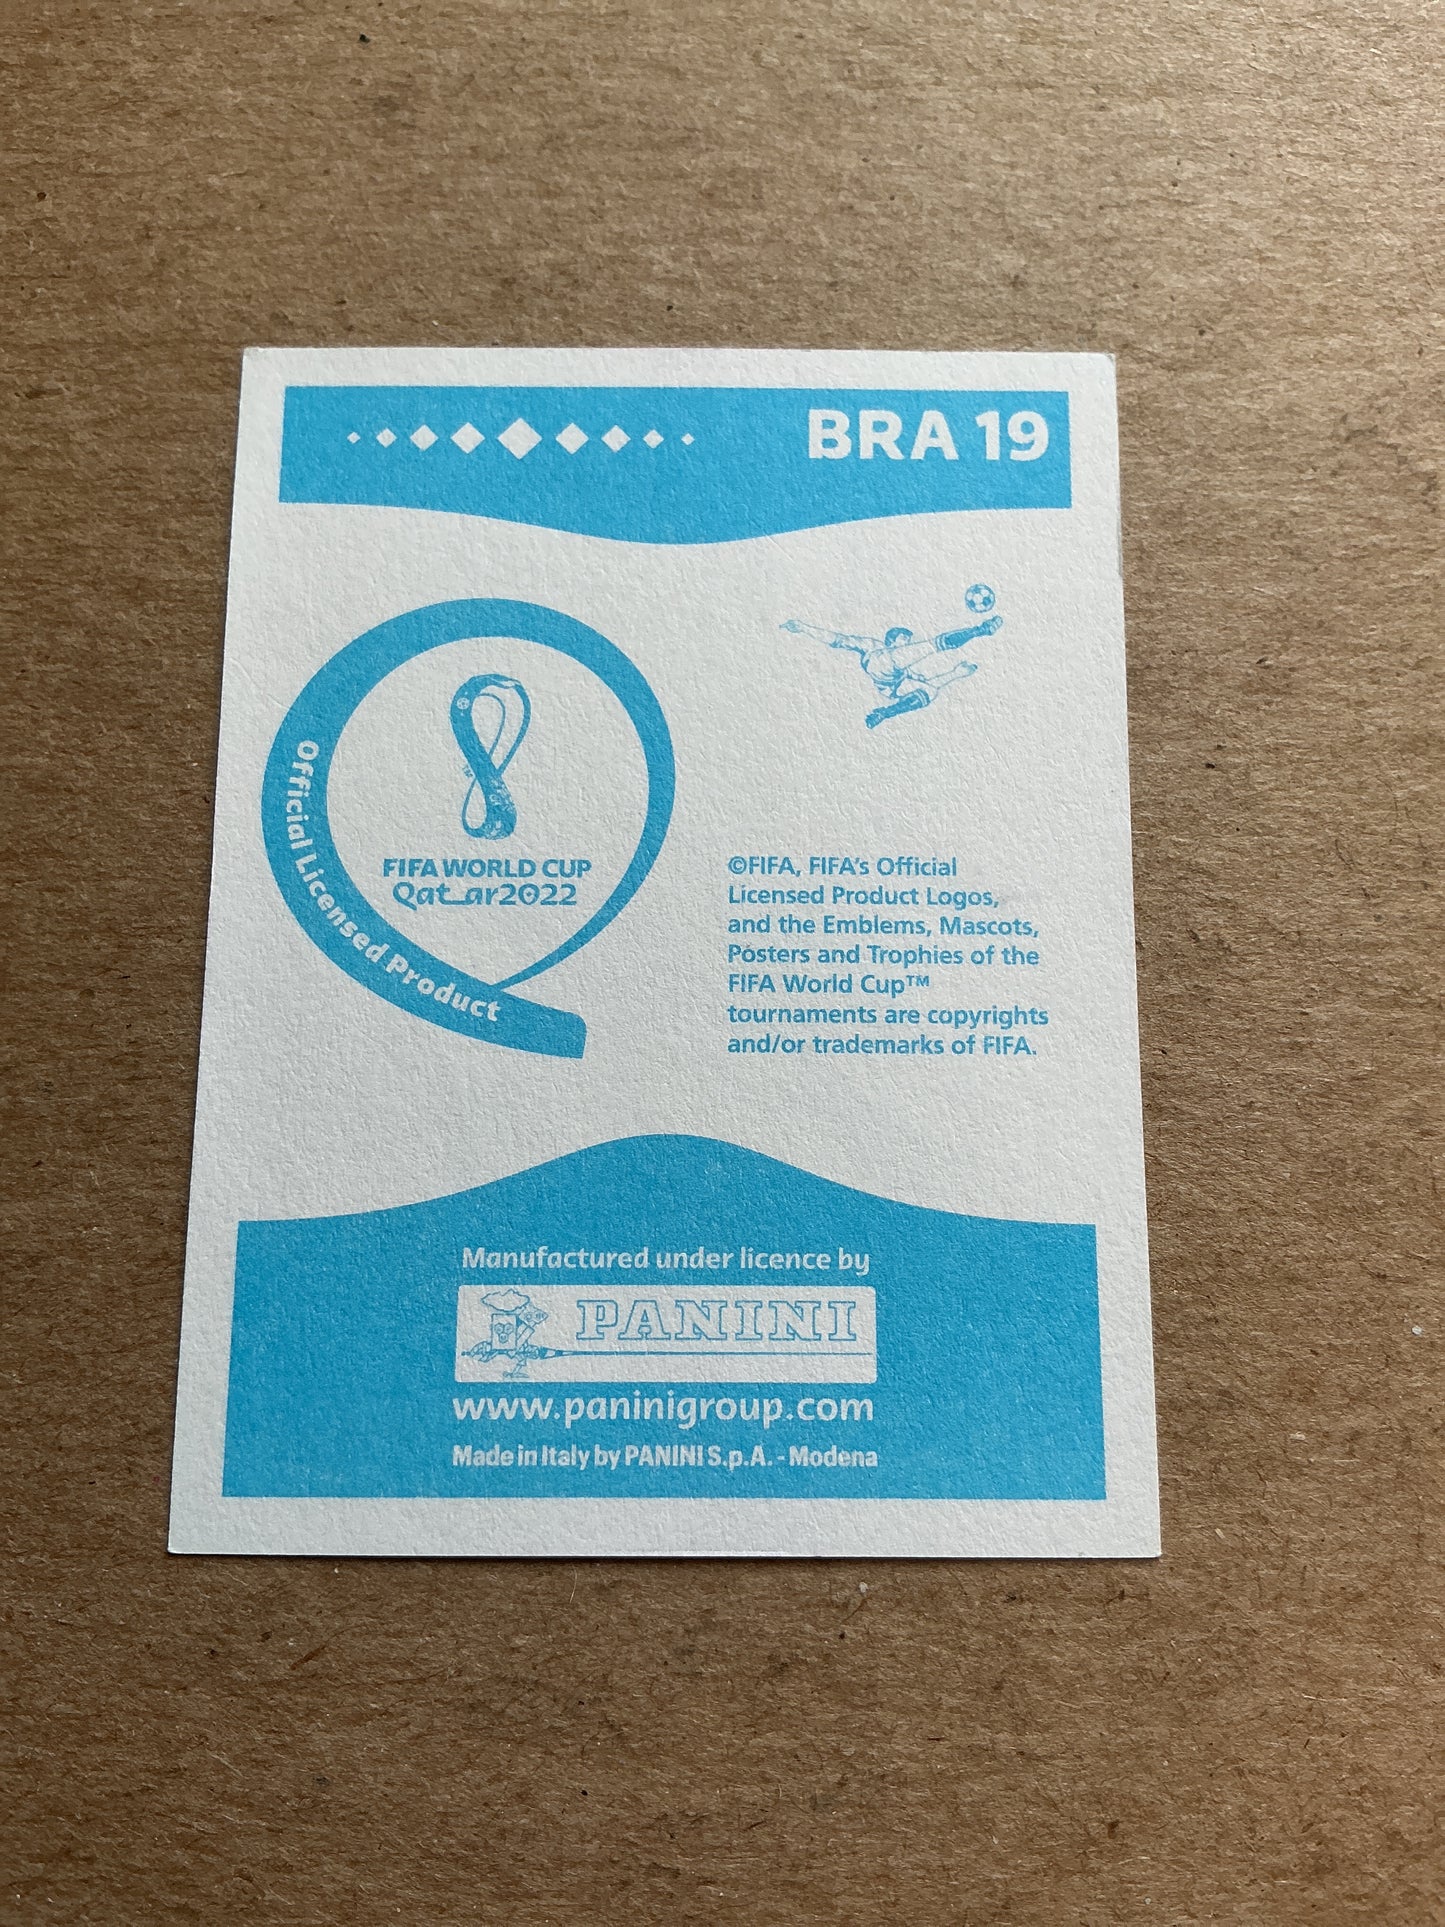 BRA 19
Official Licensed Product
FIFA WORLD CUP
Qatar2022
TM
©FIFA, FIFA's Official
Licensed Product Logos,
and the Emblems, Mascots,
Posters and Trophies of the
FIFA World Cup™
tournaments are copyrights
and/or trademarks of FIFA.
Manufactured under licence by
PANINI
www.paninigroup.com
Made in Italy by PANINI S.p.A. - Modena